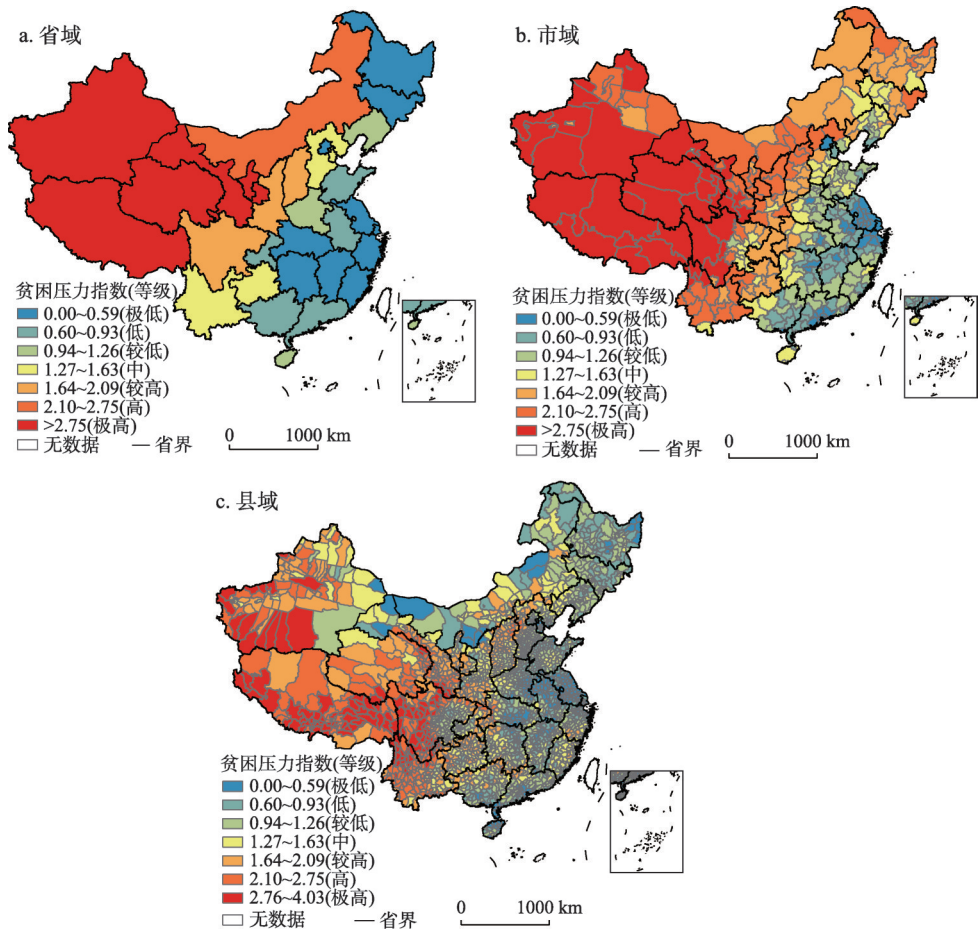 a. 省域
贫困压力指数(等级)
0.00~0.59(极低)
0.60~0.93(低)
0.94~1.26(较低)
1.27~1.63(中)
1.64~2.09(较高)
2.10~2.75(高)
>2.75(极高)
无数据 — 省界
0 1000 km
b. 市域
贫困压力指数(等级)
0.00~0.59(极低)
0.60~0.93(低)
0.94~1.26(较低)
1.27~1.63(中)
1.64~2.09(较高)
2.10~2.75(高)
>2.75(极高)
无数据 — 省界
0 1000 km
c. 县域
贫困压力指数(等级)
0.00~0.59(极低)
0.60~0.93(低)
0.94~1.26(较低)
1.27~1.63(中)
1.64~2.09(较高)
2.10~2.75(高)
2.76~4.03(极高)
无数据 — 省界
0 1000 km